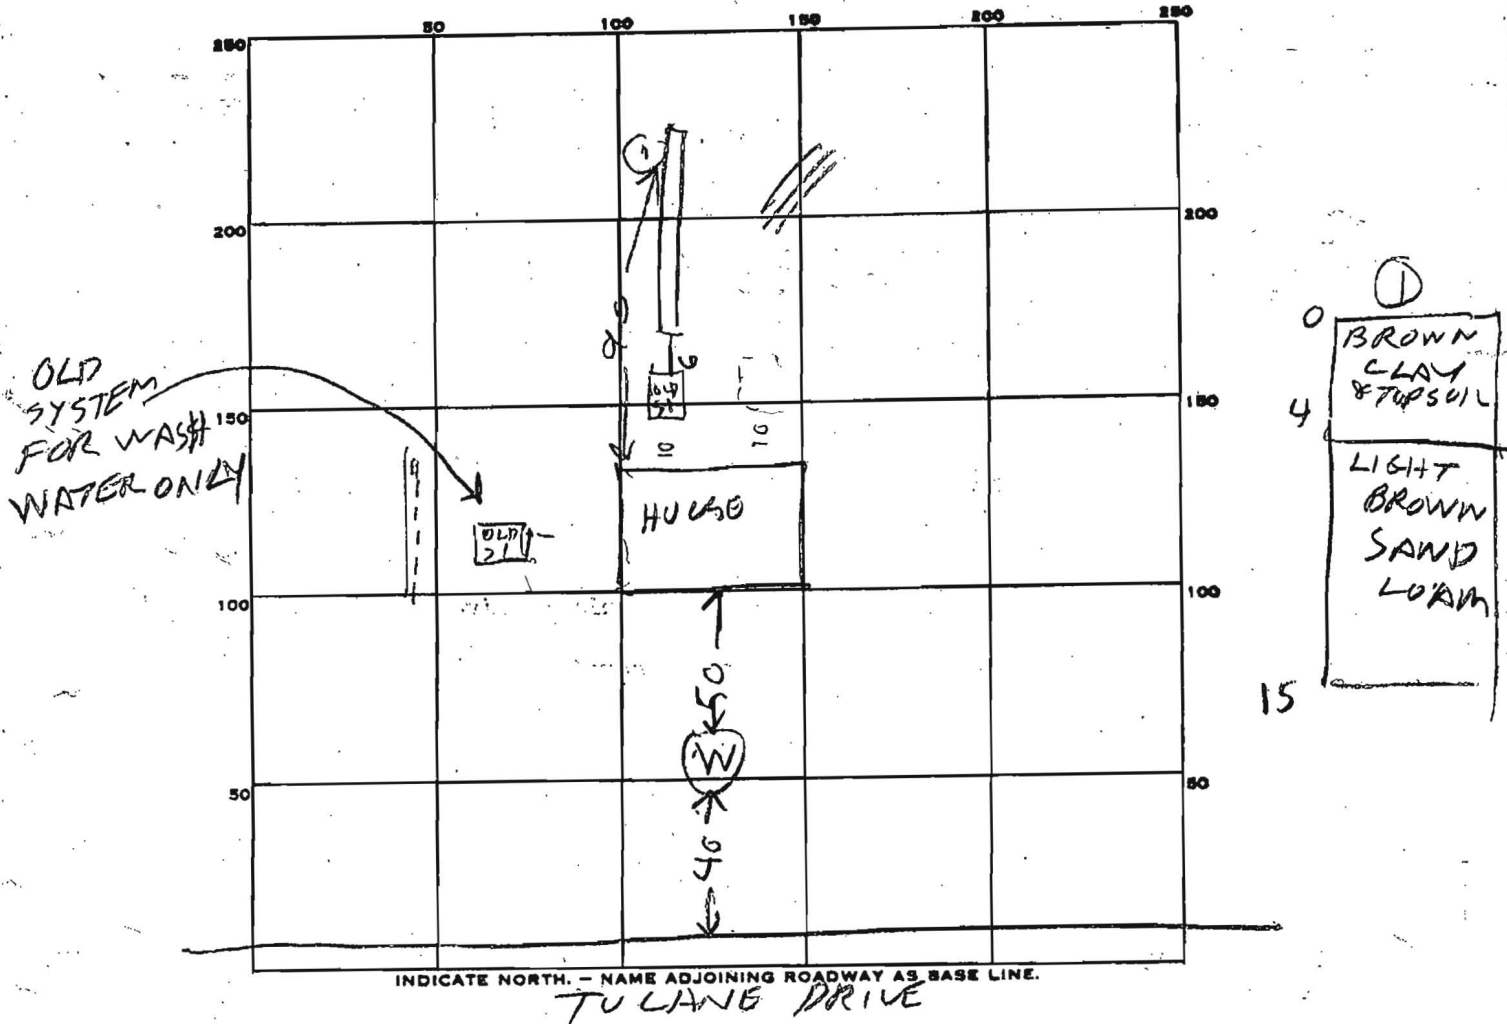 50 100 150 200 250
250
200 200
①
0
BROWN
CLAY
& TOPSOIL
4
OLD
SYSTEM
FOR WASH
WATER ONLY
150 150
6
10 10
LIGHT
BROWN
SAND
LOAM
15
HOUSE
OLD
100 100
50
W
50 50
40
INDICATE NORTH. — NAME ADJOINING ROADWAY AS BASE LINE.
TULANE DRIVE